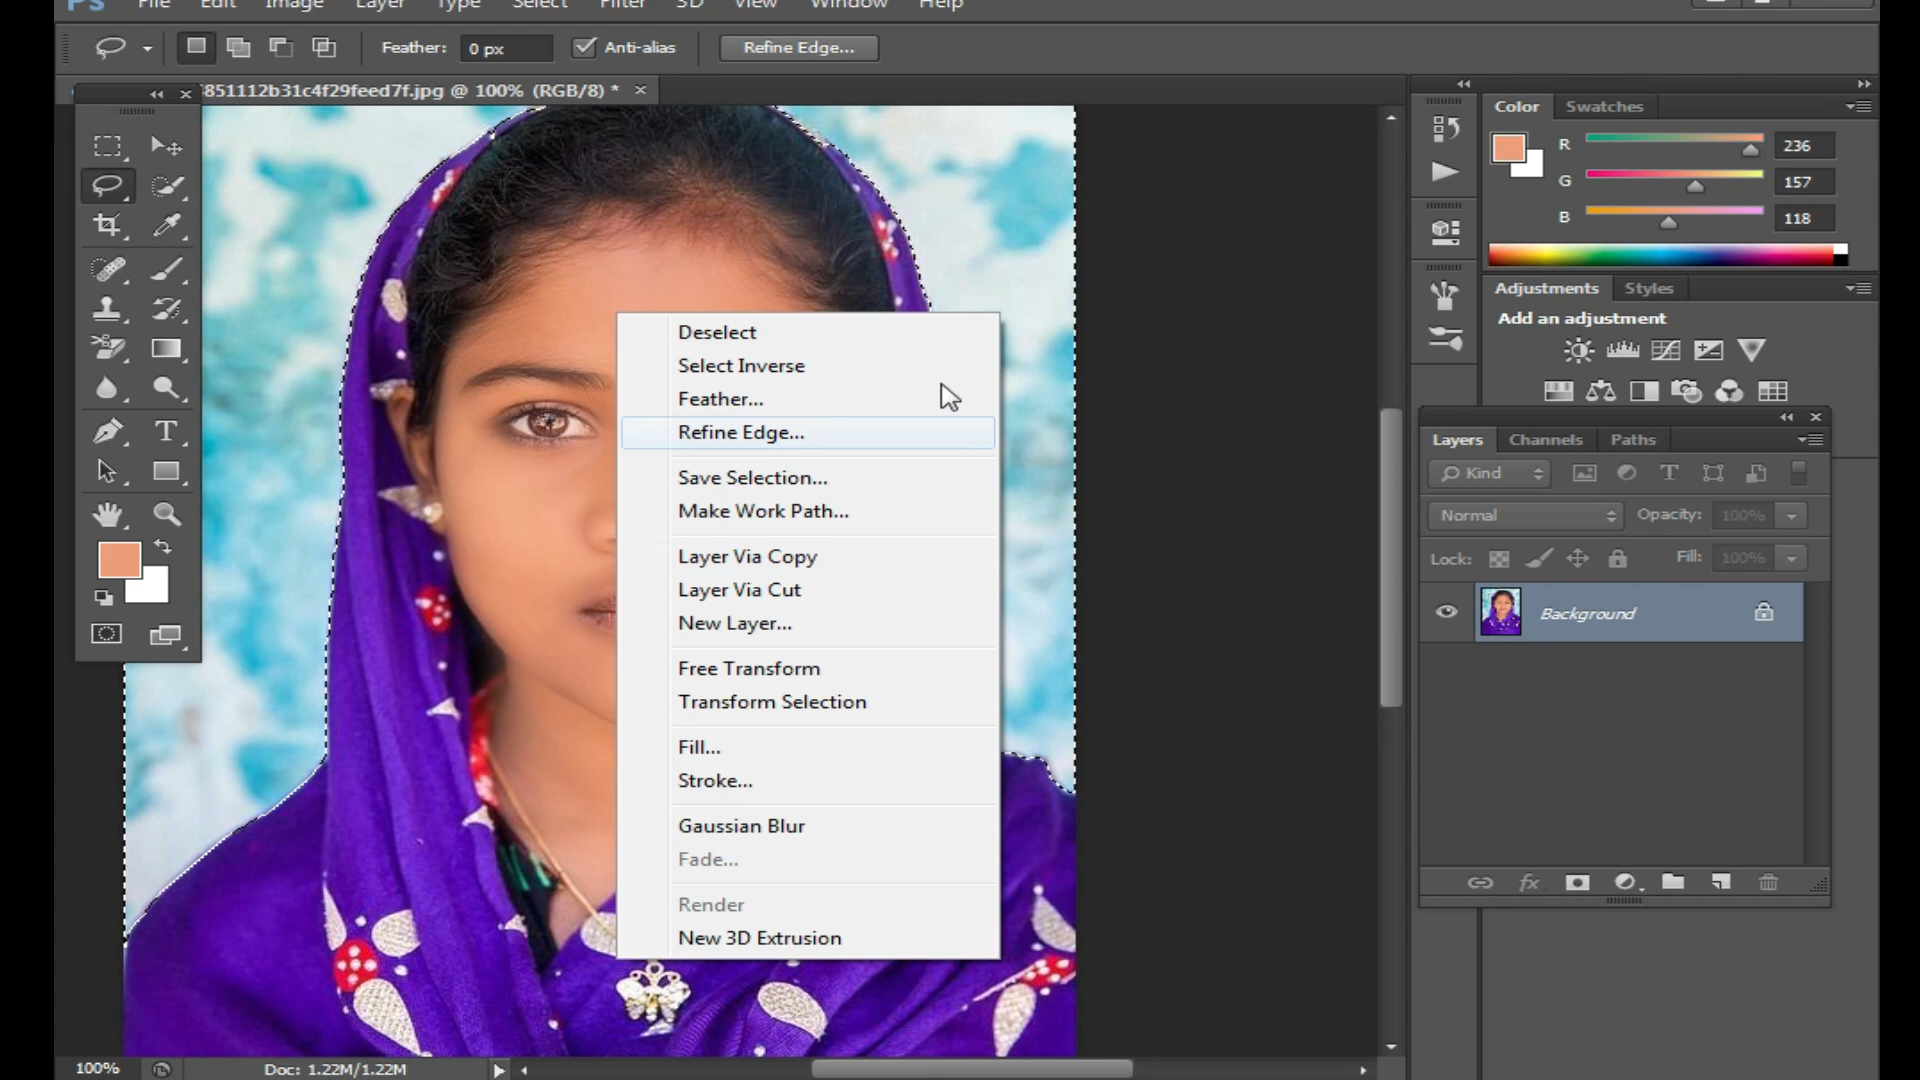 Ps File Edit Image Layer Type Select Filter 3D View Window Help
Feather: 0 px Anti-alias Refine Edge...
851112b31c4f29feed7f.jpg @ 100% (RGB/8) * ×
Color Swatches
R 236
G 157
B 118
Adjustments Styles
Add an adjustment
Deselect
Select Inverse
Feather...
Refine Edge...
Save Selection...
Make Work Path...
Layer Via Copy
Layer Via Cut
New Layer...
Free Transform
Transform Selection
Fill...
Stroke...
Gaussian Blur
Fade...
Render
New 3D Extrusion
Layers Channels Paths
Kind
Normal Opacity: 100%
Lock: Fill: 100%
Background
100% Doc: 1.22M/1.22M